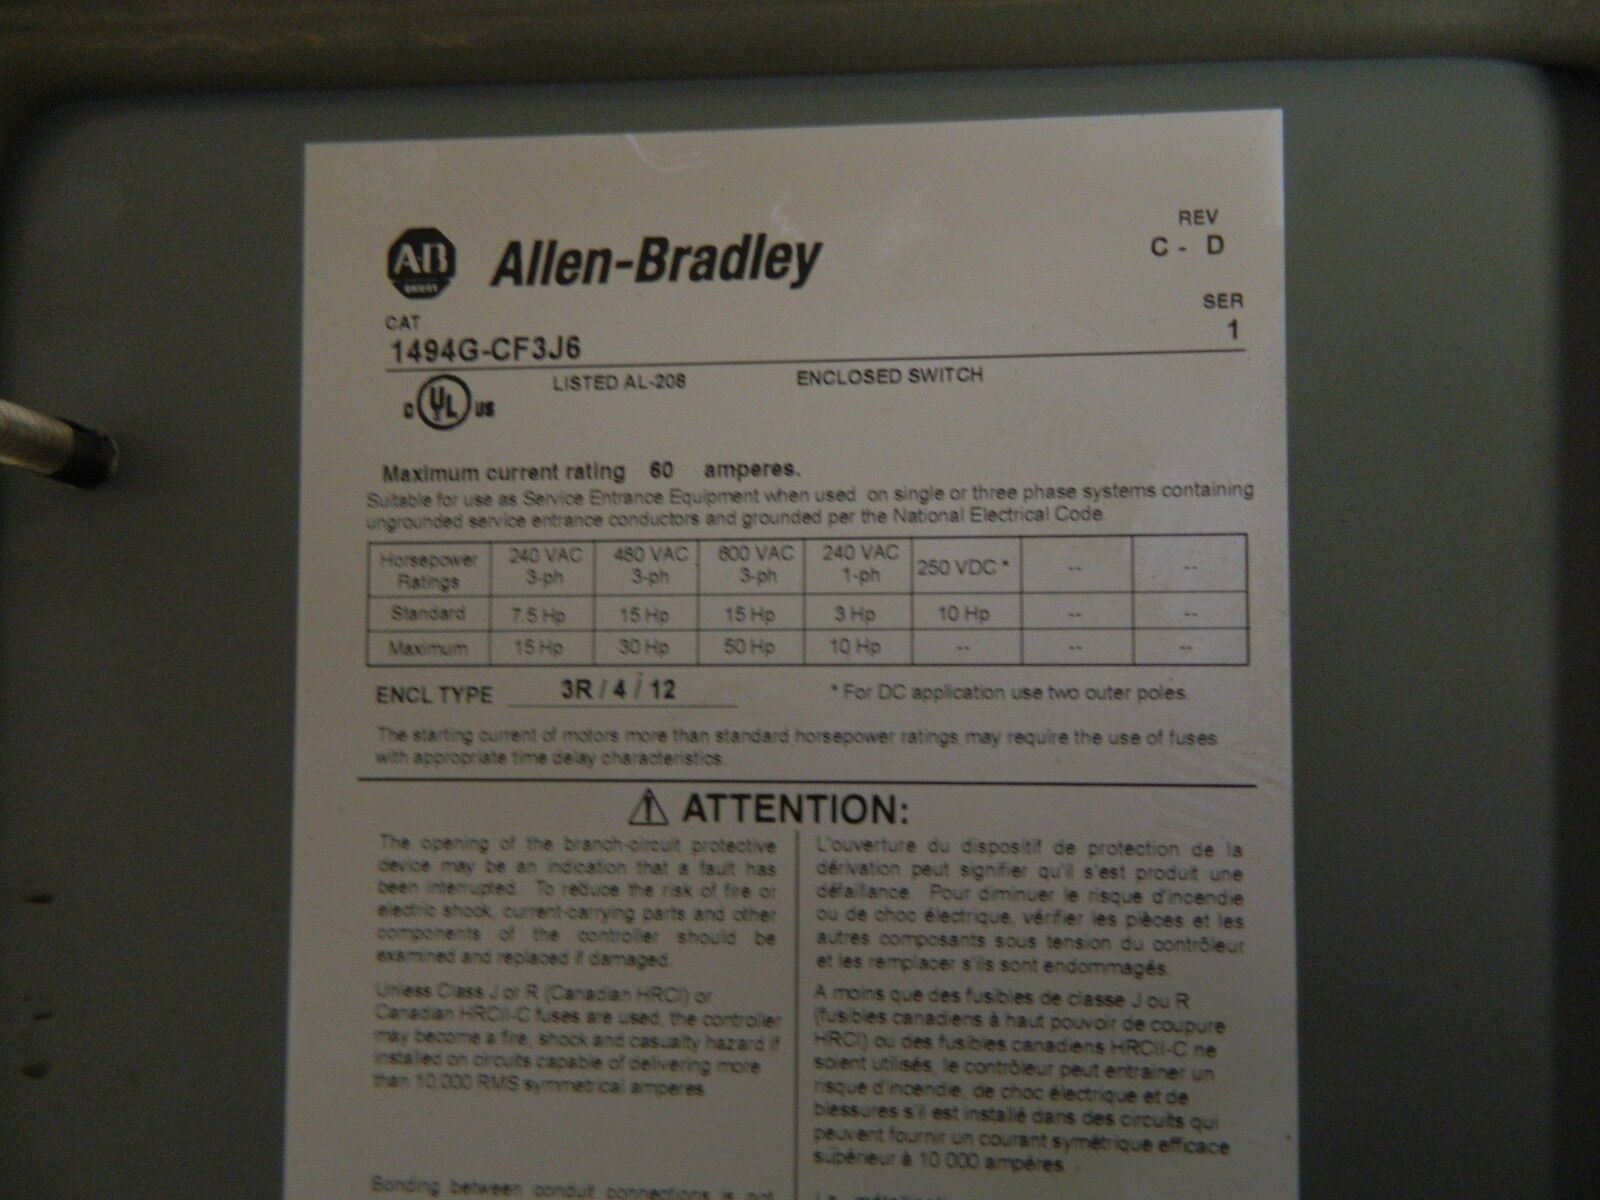 AB
QUALITY
Allen-Bradley
REV
C - D
SER
1
CAT
1494G-CF3J6
C UL US
LISTED AL-208
ENCLOSED SWITCH
Maximum current rating 60 amperes.
Suitable for use as Service Entrance Equipment when used on single or three phase systems containing
ungrounded service entrance conductors and grounded per the National Electrical Code.
Horsepower Ratings 240 VAC 3-ph 480 VAC 3-ph 600 VAC 3-ph 240 VAC 1-ph 250 VDC * -- --
Standard 7.5 Hp 15 Hp 15 Hp 3 Hp 10 Hp -- --
Maximum 15 Hp 30 Hp 50 Hp 10 Hp -- -- --
ENCL TYPE 3R / 4 / 12
* For DC application use two outer poles.
The starting current of motors more than standard horsepower ratings may require the use of fuses
with appropriate time delay characteristics.
ATTENTION:
The opening of the branch-circuit protective
device may be an indication that a fault has
been interrupted. To reduce the risk of fire or
electric shock, current-carrying parts and other
components of the controller should be
examined and replaced if damaged.
Unless Class J or R (Canadian HRCI) or
Canadian HRCII-C fuses are used, the controller
may become a fire, shock and casualty hazard if
installed on circuits capable of delivering more
than 10,000 RMS symmetrical amperes.
Bonding between conduit connections is not
L'ouverture du dispositif de protection de la
dérivation peut signifier qu'il s'est produit une
défaillance. Pour diminuer le risque d'incendie
ou de choc électrique, vérifier les pièces et les
autres composants sous tension du contrôleur
et les remplacer s'ils sont endommagés.
A moins que des fusibles de classe J ou R
(fusibles canadiens à haut pouvoir de coupure
HRCI) ou des fusibles canadiens HRCII-C ne
soient utilisés, le contrôleur peut entrainer un
risque d'incendie, de choc électrique et de
blessures s'il est installé dans des circuits qui
peuvent fournir un courant symétrique efficace
supérieur à 10 000 ampères.